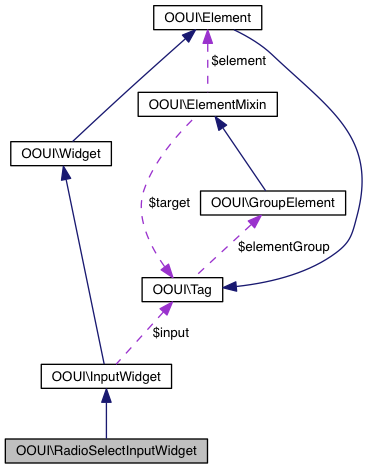 OOUI\Element
$element
OOUI\ElementMixin
OOUI\Widget
$target
OOUI\GroupElement
$elementGroup
OOUI\Tag
$input
OOUI\InputWidget
OOUI\RadioSelectInputWidget